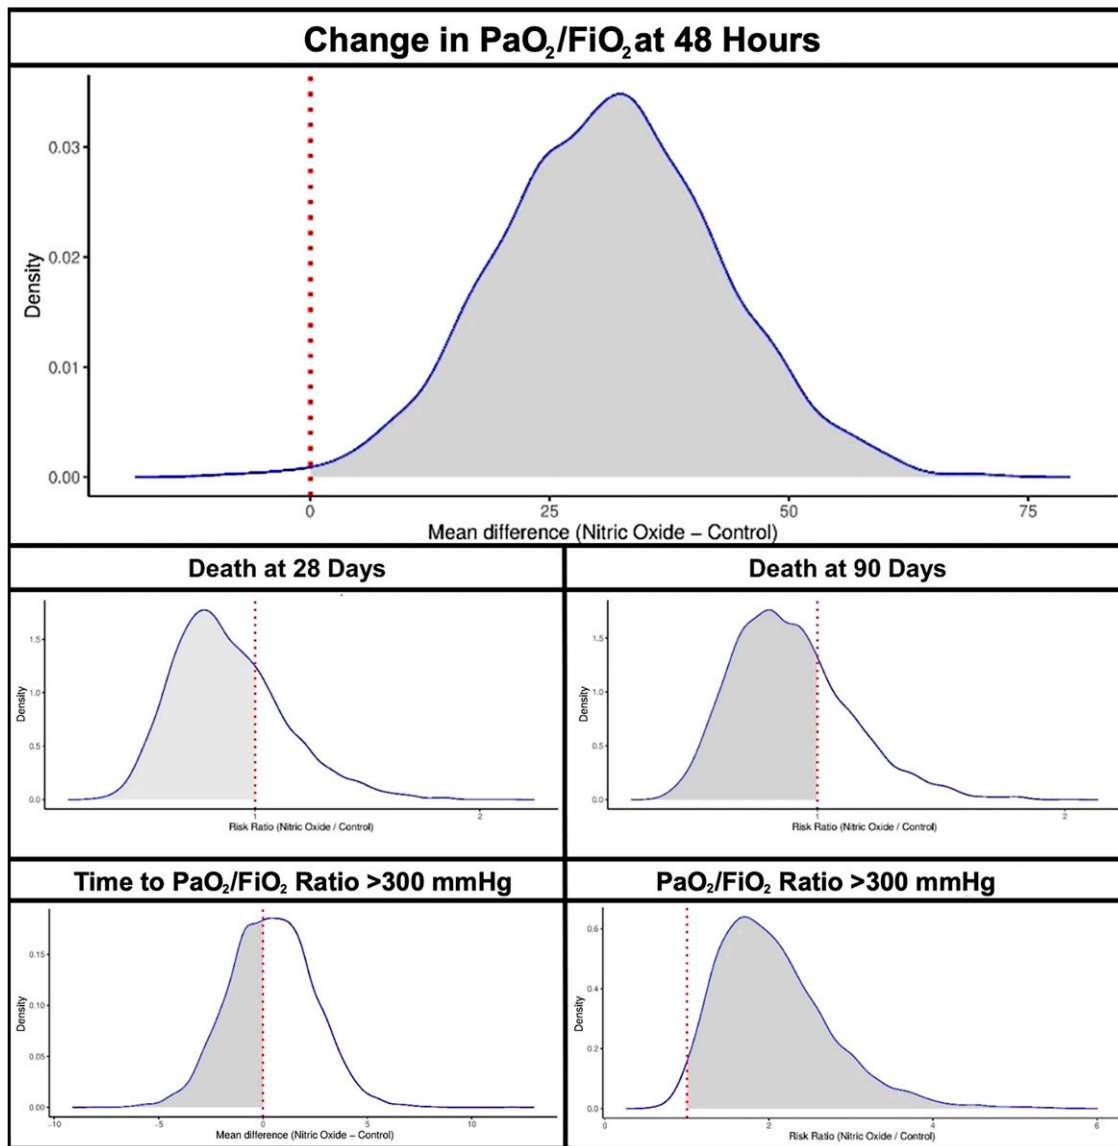 Change in PaO₂/FiO₂ at 48 Hours
0.03
0.02
0.01
0.00
Density
0 25 50 75
Mean difference (Nitric Oxide – Control)
Death at 28 Days
1.5
1.0
0.5
0.0
Density
1 2
Risk Ratio (Nitric Oxide / Control)
Death at 90 Days
1.5
1.0
0.5
0.0
Density
1 2
Risk Ratio (Nitric Oxide / Control)
Time to PaO₂/FiO₂ Ratio >300 mmHg
0.15
0.10
0.05
0.00
Density
-10 -5 0 5 10
Mean difference (Nitric Oxide – Control)
PaO₂/FiO₂ Ratio >300 mmHg
0.6
0.4
0.2
0.0
Density
0 2 4 6
Risk Ratio (Nitric Oxide / Control)